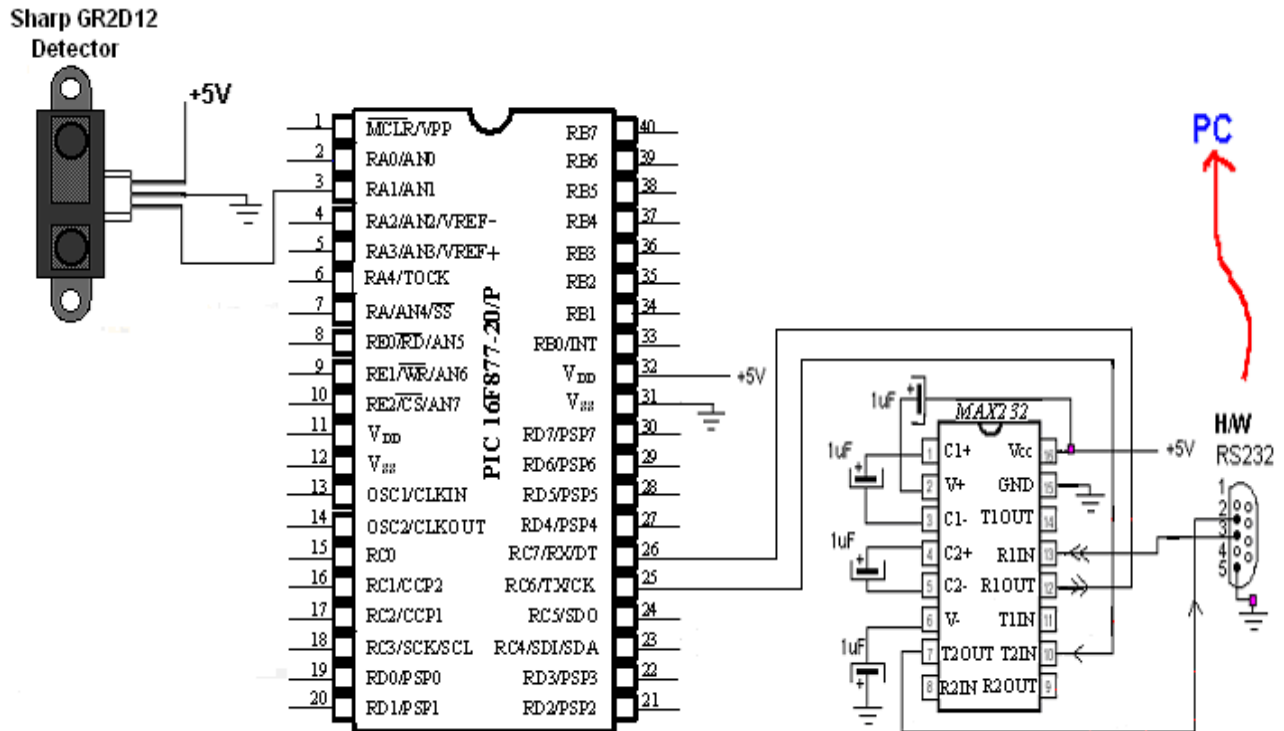 Sharp GR2D12
Detector
+5V
PIC 16F877-20/P
1 MCLR/VPP
2 RA0/AN0
3 RA1/AN1
4 RA2/AN2/VREF-
5 RA3/AN3/VREF+
6 RA4/TOCK
7 RA/AN4/SS
8 RE0/RD/AN5
9 RE1/WR/AN6
10 RE2/CS/AN7
11 VDD
12 Vss
13 OSC1/CLKIN
14 OSC2/CLKOUT
15 RC0
16 RC1/CCP2
17 RC2/CCP1
18 RC3/SCK/SCL
19 RD0/PSP0
20 RD1/PSP1
RB7 40
RB6 39
RB5 38
RB4 37
RB3 36
RB2 35
RB1 34
RB0/INT 33
VDD 32
+5V
Vss 31
RD7/PSP7 30
RD6/PSP6 29
RD5/PSP5 28
RD4/PSP4 27
RC7/RX/DT 26
RC6/TX/CK 25
RC5/SDO 24
RC4/SDI/SDA 23
RD3/PSP3 22
RD2/PSP2 21
1uF
1uF
1uF
1uF
+
+
+
+
MAX232
1 C1+
2 V+
3 C1-
4 C2+
5 C2-
6 V-
7 T2OUT
8 R2IN
Vcc 16
GND 15
T1OUT 14
R1IN 13
R1OUT 12
T1IN 11
T2IN 10
R2OUT 9
+5V
PC
H/W
RS232
1
2
3
4
5